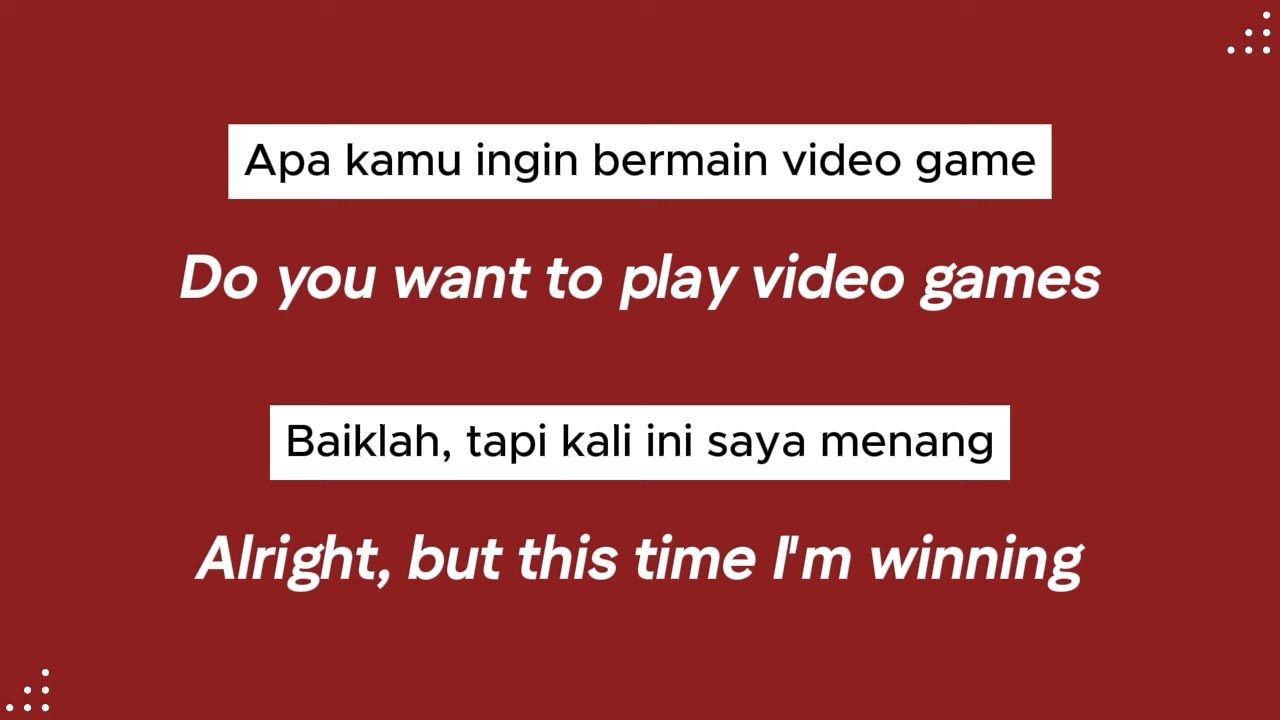 Apa kamu ingin bermain video game
Do you want to play video games
Baiklah, tapi kali ini saya menang
Alright, but this time I'm winning